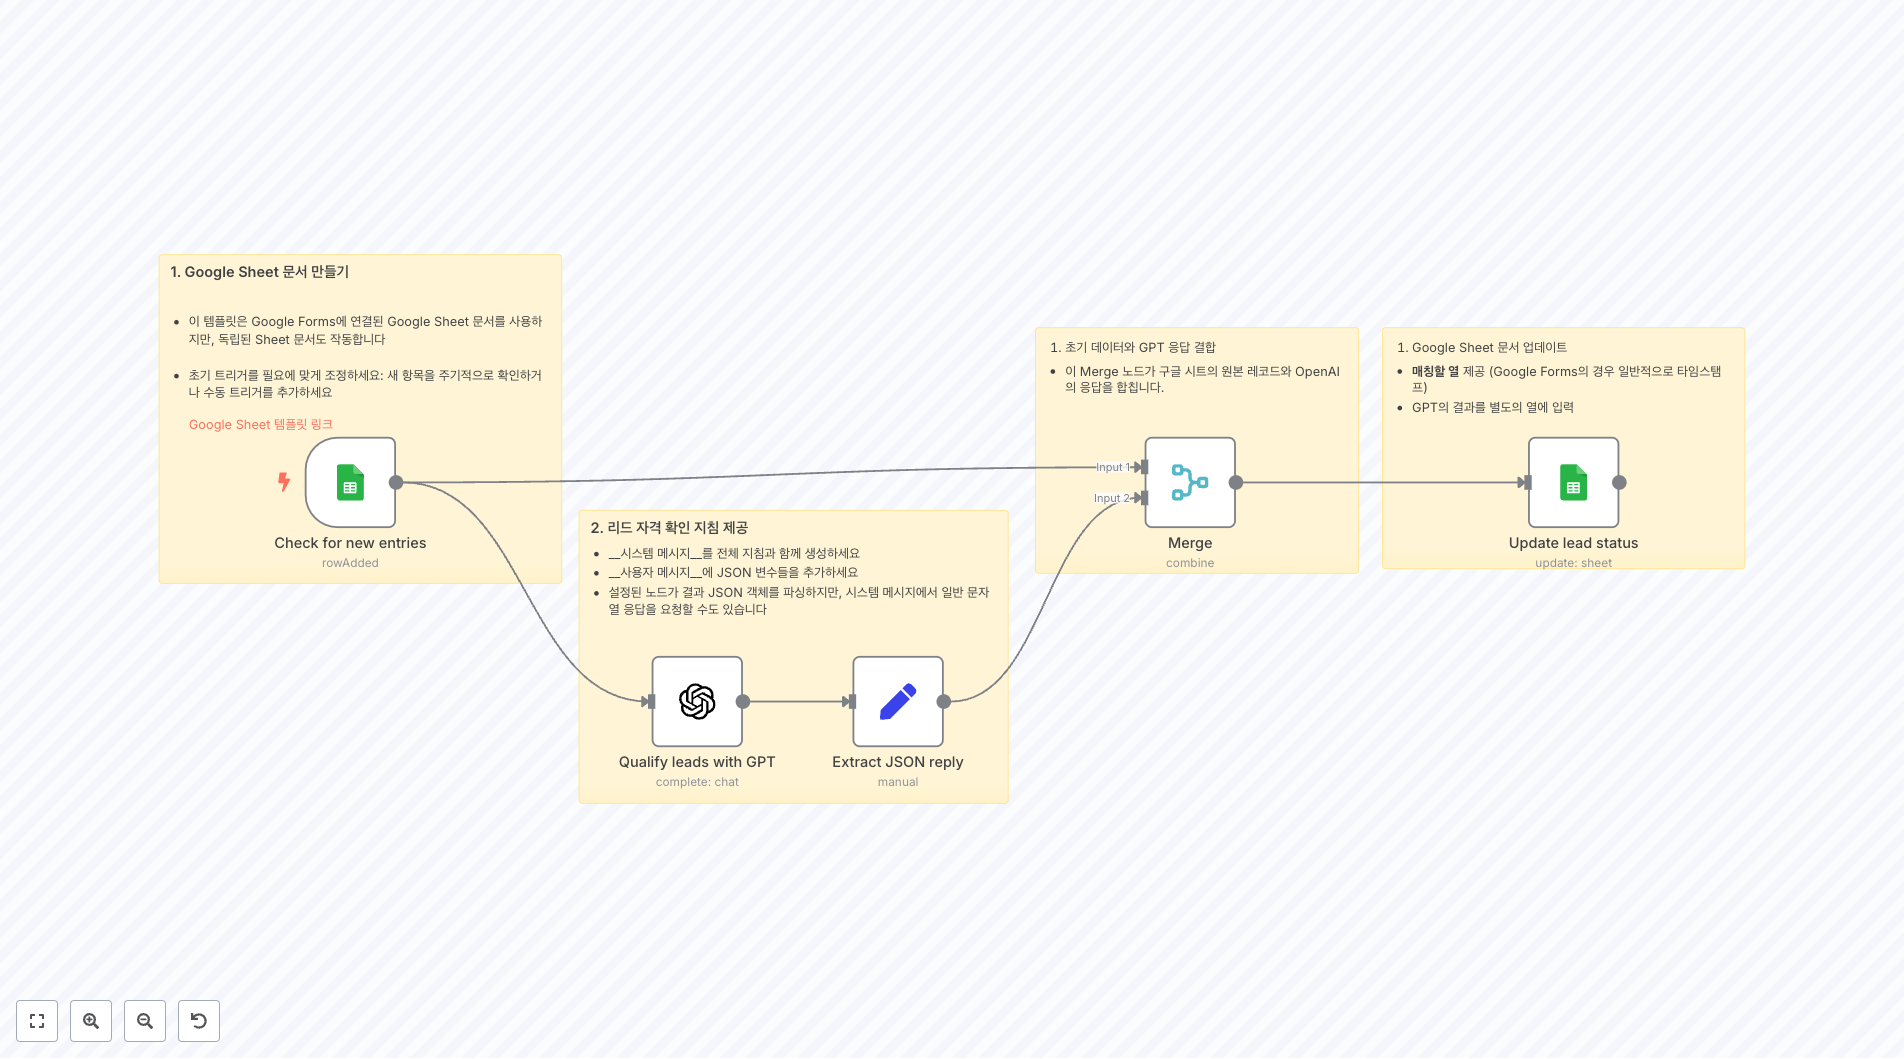 1. Google Sheet 문서 만들기
이 템플릿은 Google Forms에 연결된 Google Sheet 문서를 사용하
지만, 독립된 Sheet 문서도 작동합니다
초기 트리거를 필요에 맞게 조정하세요: 새 항목을 주기적으로 확인하거
나 수동 트리거를 추가하세요
Google Sheet 템플릿 링크
Check for new entries
rowAdded
2. 리드 자격 확인 지침 제공
__시스템 메시지__를 전체 지침과 함께 생성하세요
__사용자 메시지__에 JSON 변수들을 추가하세요
설정된 노드가 결과 JSON 객체를 파싱하지만, 시스템 메시지에서 일반 문자
열 응답을 요청할 수도 있습니다
Qualify leads with GPT
complete: chat
Extract JSON reply
manual
1. 초기 데이터와 GPT 응답 결합
이 Merge 노드가 구글 시트의 원본 레코드와 OpenAI
의 응답을 합칩니다.
Input 1
Input 2
Merge
combine
1. Google Sheet 문서 업데이트
매칭할 열 제공 (Google Forms의 경우 일반적으로 타임스탬
프)
GPT의 결과를 별도의 열에 입력
Update lead status
update: sheet